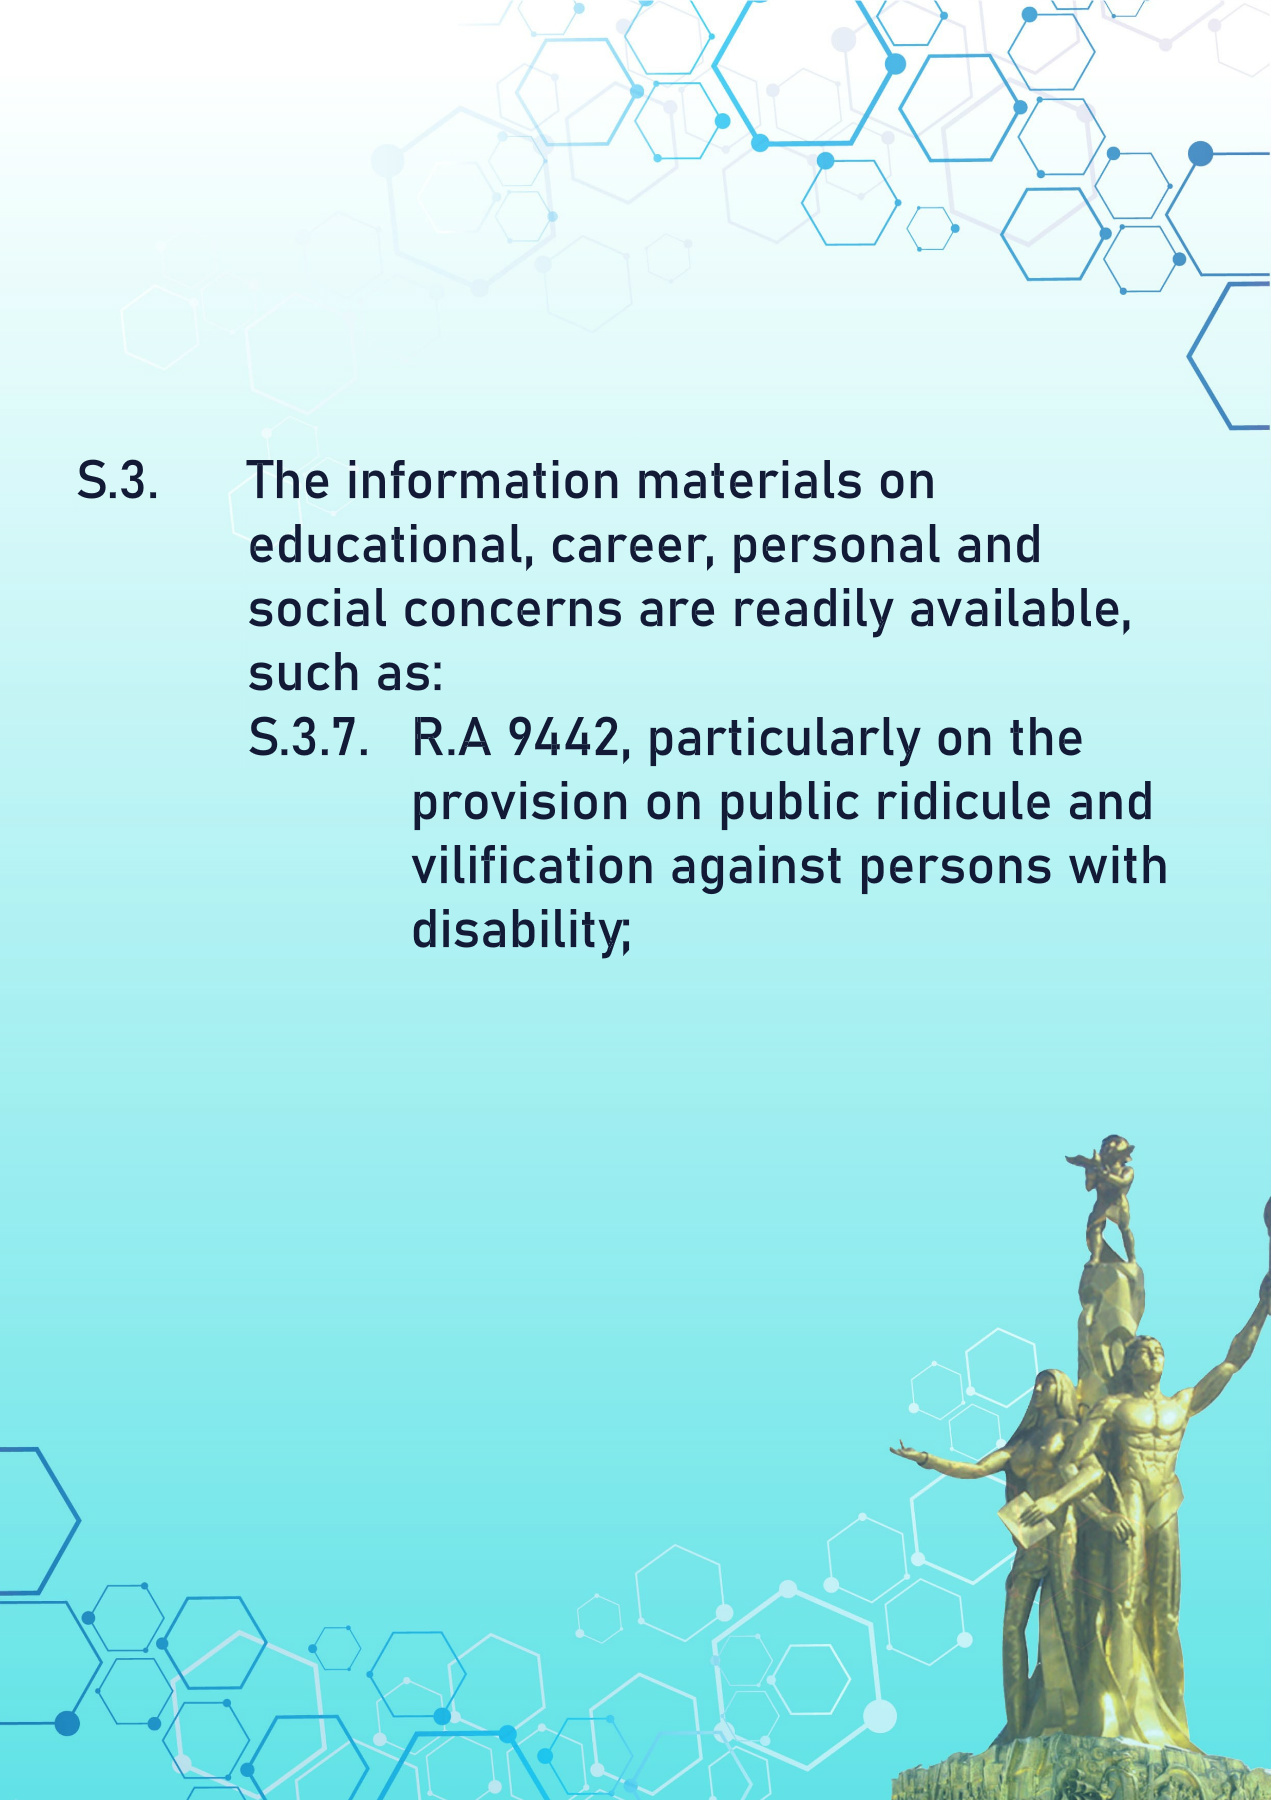 S.3. The information materials on
educational, career, personal and
social concerns are readily available,
such as:
S.3.7. R.A 9442, particularly on the
provision on public ridicule and
vilification against persons with
disability;